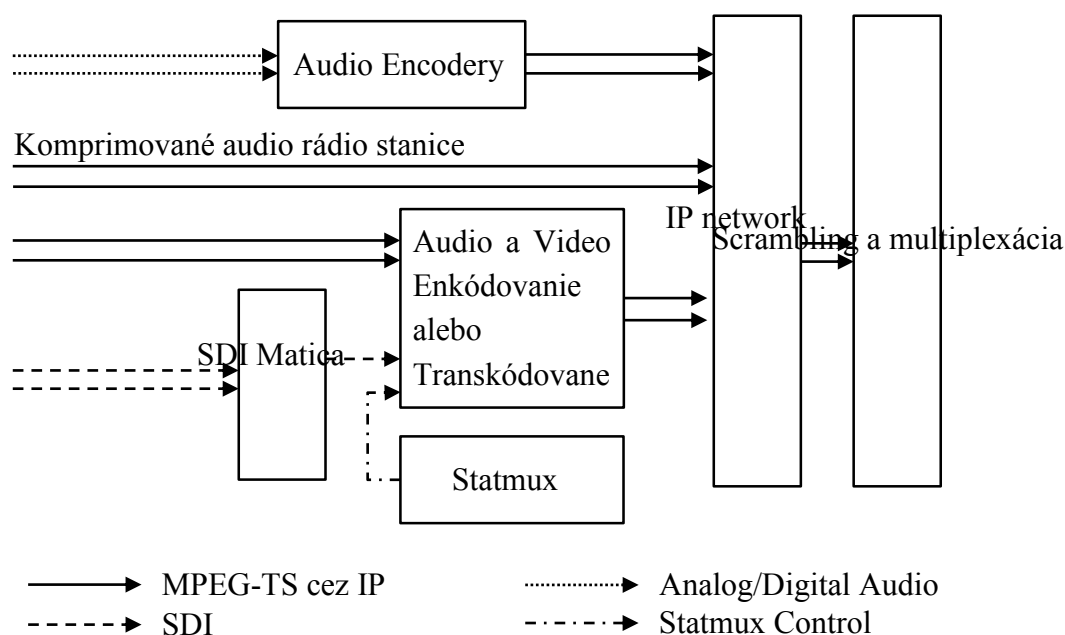 Audio Encodery
Komprimované audio rádio stanice
IP network
Audio a Video
Enkódovanie
alebo
Transkódovane
Scrambling a multiplexácia
SDI Matica
Statmux
MPEG-TS cez IP
Analog/Digital Audio
SDI
Statmux Control